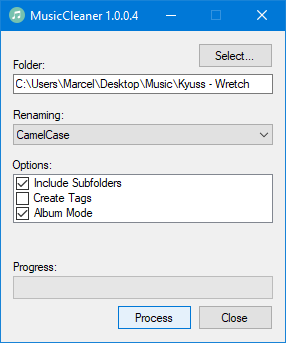 MusicCleaner 1.0.0.4
Select...
Folder:
C:\Users\Marcel\Desktop\Music\Kyuss - Wretch
Renaming:
CamelCase
Options:
Include Subfolders
Create Tags
Album Mode
Progress:
Process Close